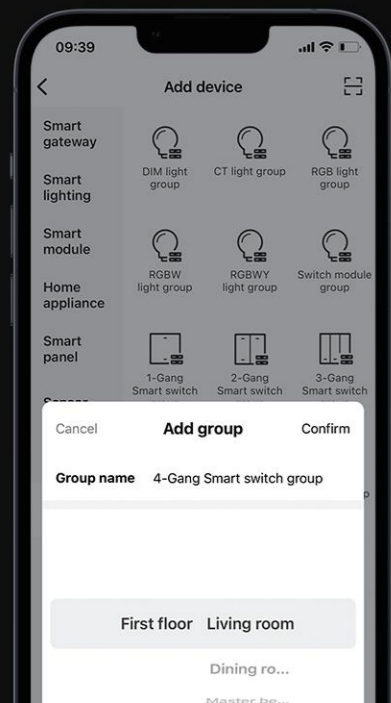 09:39
Add device
Smart
gateway
Smart
lighting
Smart
module
Home
appliance
Smart
panel
DIM light
group
CT light group
RGB light
group
RGBW
light group
RGBWY
light group
Switch module
group
1-Gang
Smart switch
2-Gang
Smart switch
3-Gang
Smart switch
Cancel
Add group
Confirm
Group name 4-Gang Smart switch group
p
First floor Living room
Dining ro...
Master be...